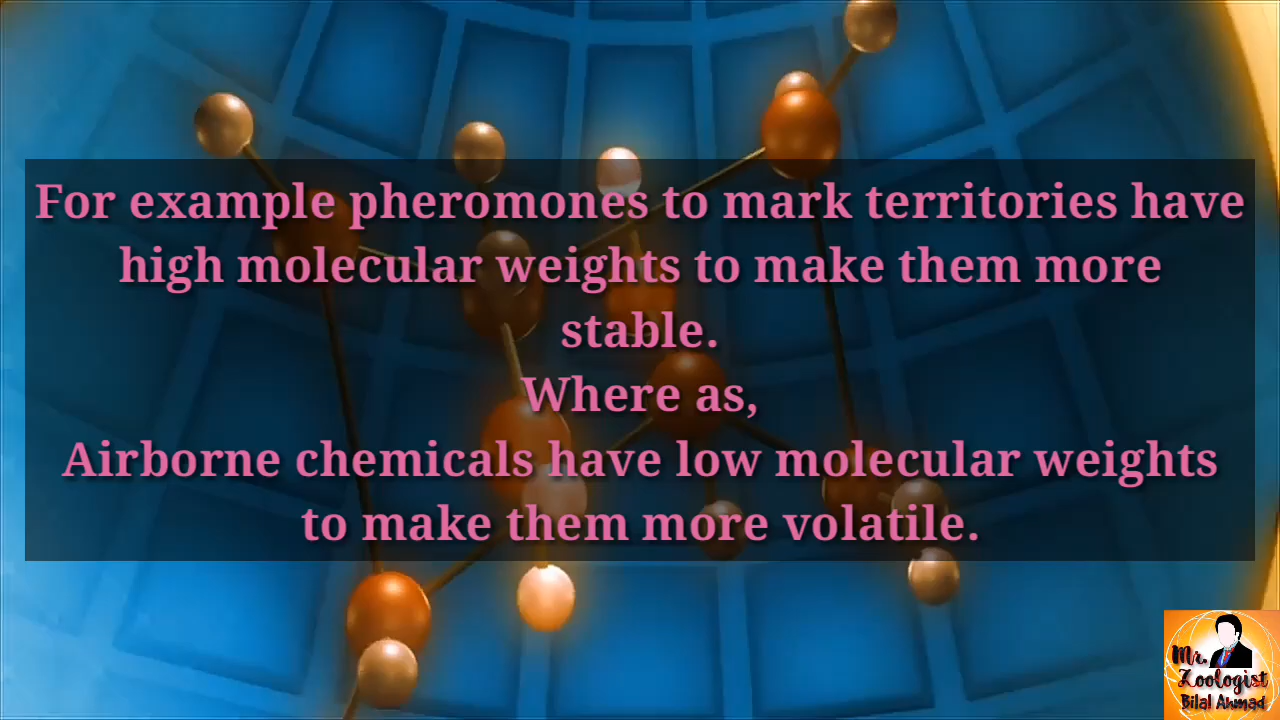 For example pheromones to mark territories have
high molecular weights to make them more
stable.
Where as,
Airborne chemicals have low molecular weights
to make them more volatile.
Mr.
Zoologist
Bilal Ahmad